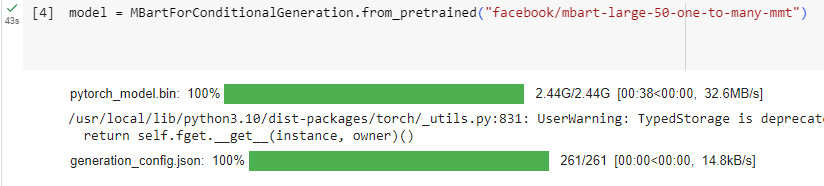 [4] model = MBartForConditionalGeneration.from_pretrained("facebook/mbart-large-50-one-to-many-mmt")
43s
pytorch_model.bin: 100% 2.44G/2.44G [00:38<00:00, 32.6MB/s]
/usr/local/lib/python3.10/dist-packages/torch/_utils.py:831: UserWarning: TypedStorage is deprecate
return self.fget.__get__(instance, owner)()
generation_config.json: 100% 261/261 [00:00<00:00, 14.8kB/s]